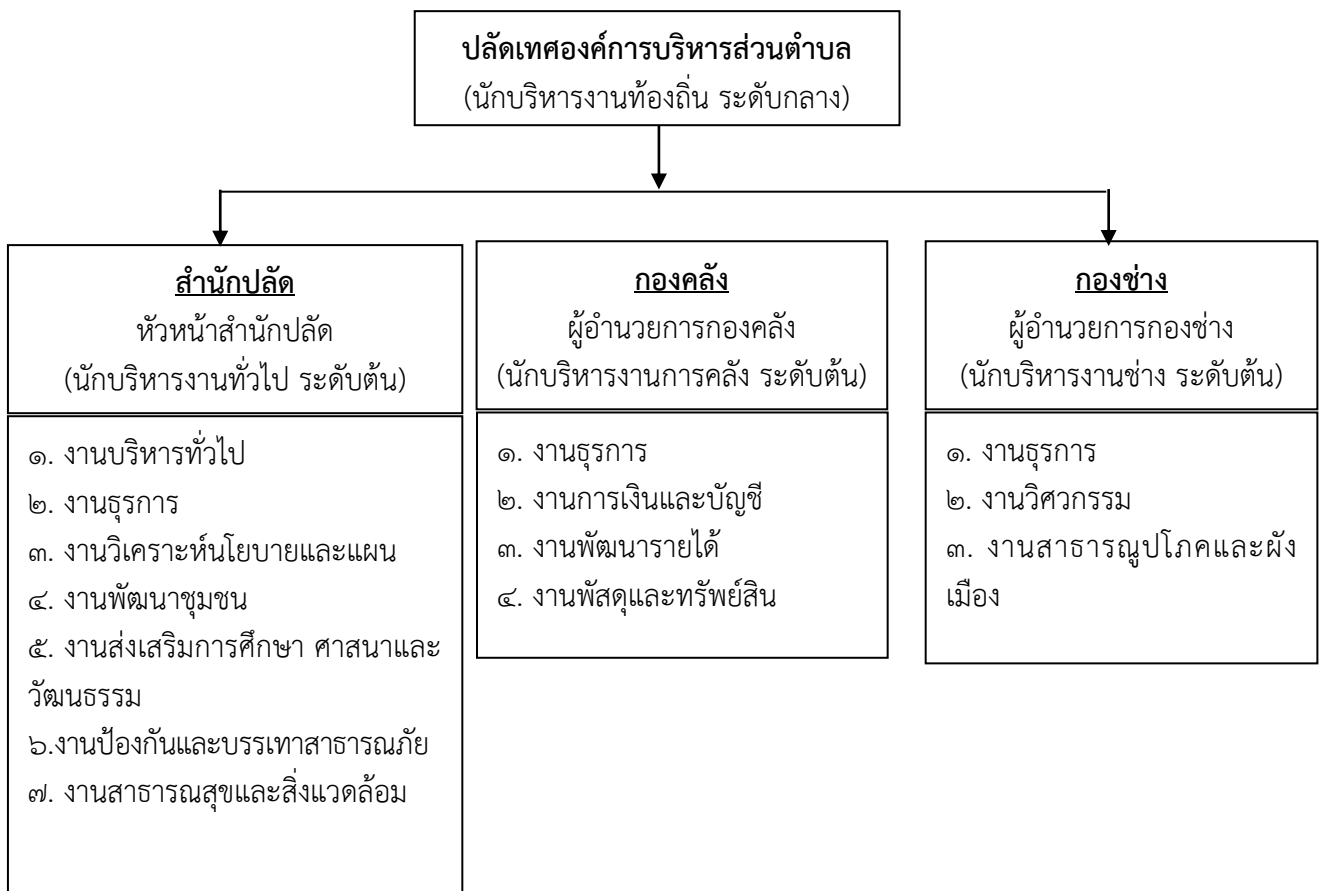 ปลัดเทศองค์การบริหารส่วนตำบล
(นักบริหารงานท้องถิ่น ระดับกลาง)
สำนักปลัด
หัวหน้าสำนักปลัด
(นักบริหารงานทั่วไป ระดับต้น)
๑. งานบริหารทั่วไป
๒. งานธุรการ
๓. งานวิเคราะห์นโยบายและแผน
๔. งานพัฒนาชุมชน
๕. งานส่งเสริมการศึกษา ศาสนาและ
วัฒนธรรม
๖.งานป้องกันและบรรเทาสาธารณภัย
๗. งานสาธารณสุขและสิ่งแวดล้อม
กองคลัง
ผู้อำนวยการกองคลัง
(นักบริหารงานการคลัง ระดับต้น)
๑. งานธุรการ
๒. งานการเงินและบัญชี
๓. งานพัฒนารายได้
๔. งานพัสดุและทรัพย์สิน
กองช่าง
ผู้อำนวยการกองช่าง
(นักบริหารงานช่าง ระดับต้น)
๑. งานธุรการ
๒. งานวิศวกรรม
๓. งานสาธารณูปโภคและผัง
เมือง